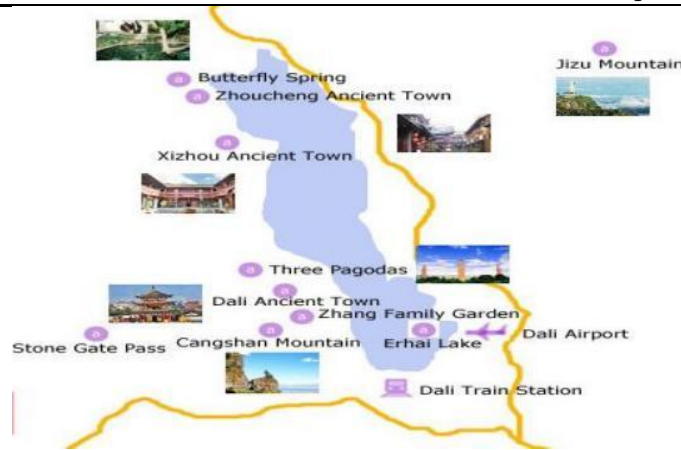 Jizu Mountain
Butterfly Spring
Zhoucheng Ancient Town
Xizhou Ancient Town
Three Pagodas
Dali Ancient Town
Zhang Family Garden
Stone Gate Pass
Cangshan Mountain
Erhai Lake
Dali Airport
Dali Train Station